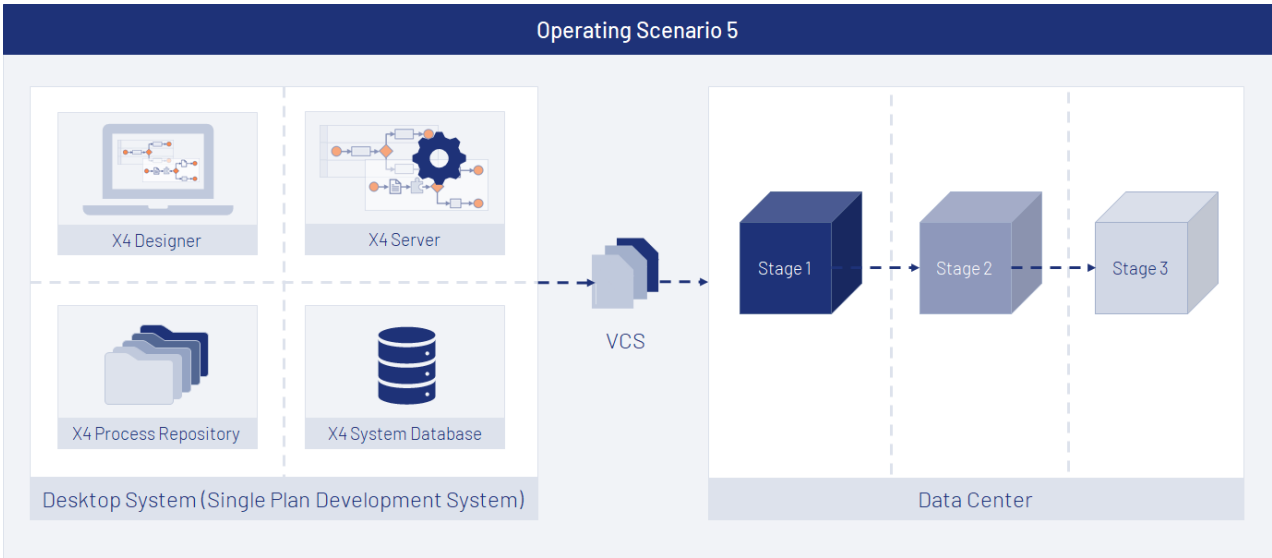 Operating Scenario 5
X4 Designer
X4 Server
X4 Process Repository
X4 System Database
Desktop System (Single Plan Development System)
VCS
Stage 1
Stage 2
Stage 3
Data Center